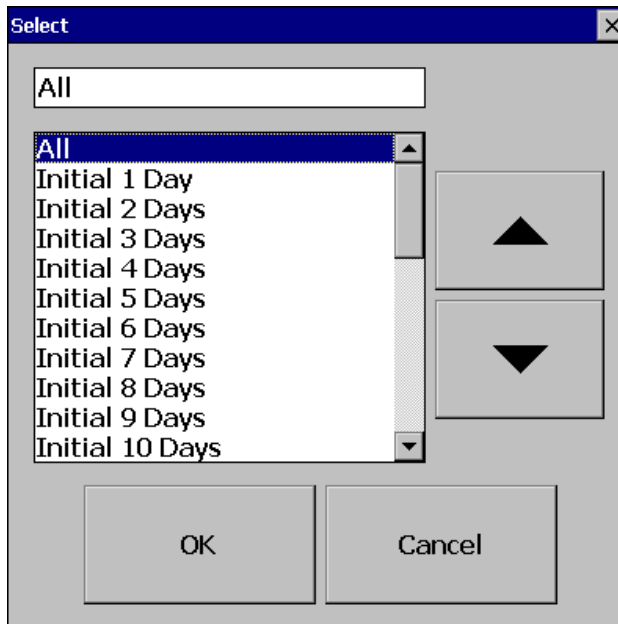 Select
All
All
Initial 1 Day
Initial 2 Days
Initial 3 Days
Initial 4 Days
Initial 5 Days
Initial 6 Days
Initial 7 Days
Initial 8 Days
Initial 9 Days
Initial 10 Days
OK
Cancel